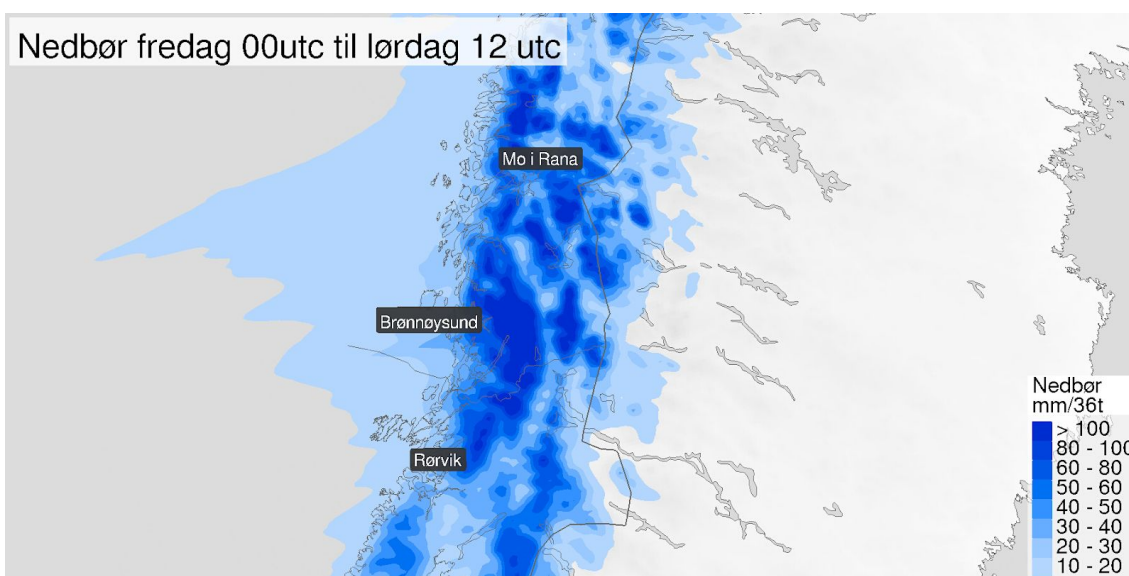 Nedbør fredag 00utc til lørdag 12 utc
Mo i Rana
Brønnøysund
Rørvik
Nedbør
mm/36t
> 100
80 - 100
60 - 80
50 - 60
40 - 50
30 - 40
20 - 30
10 - 20